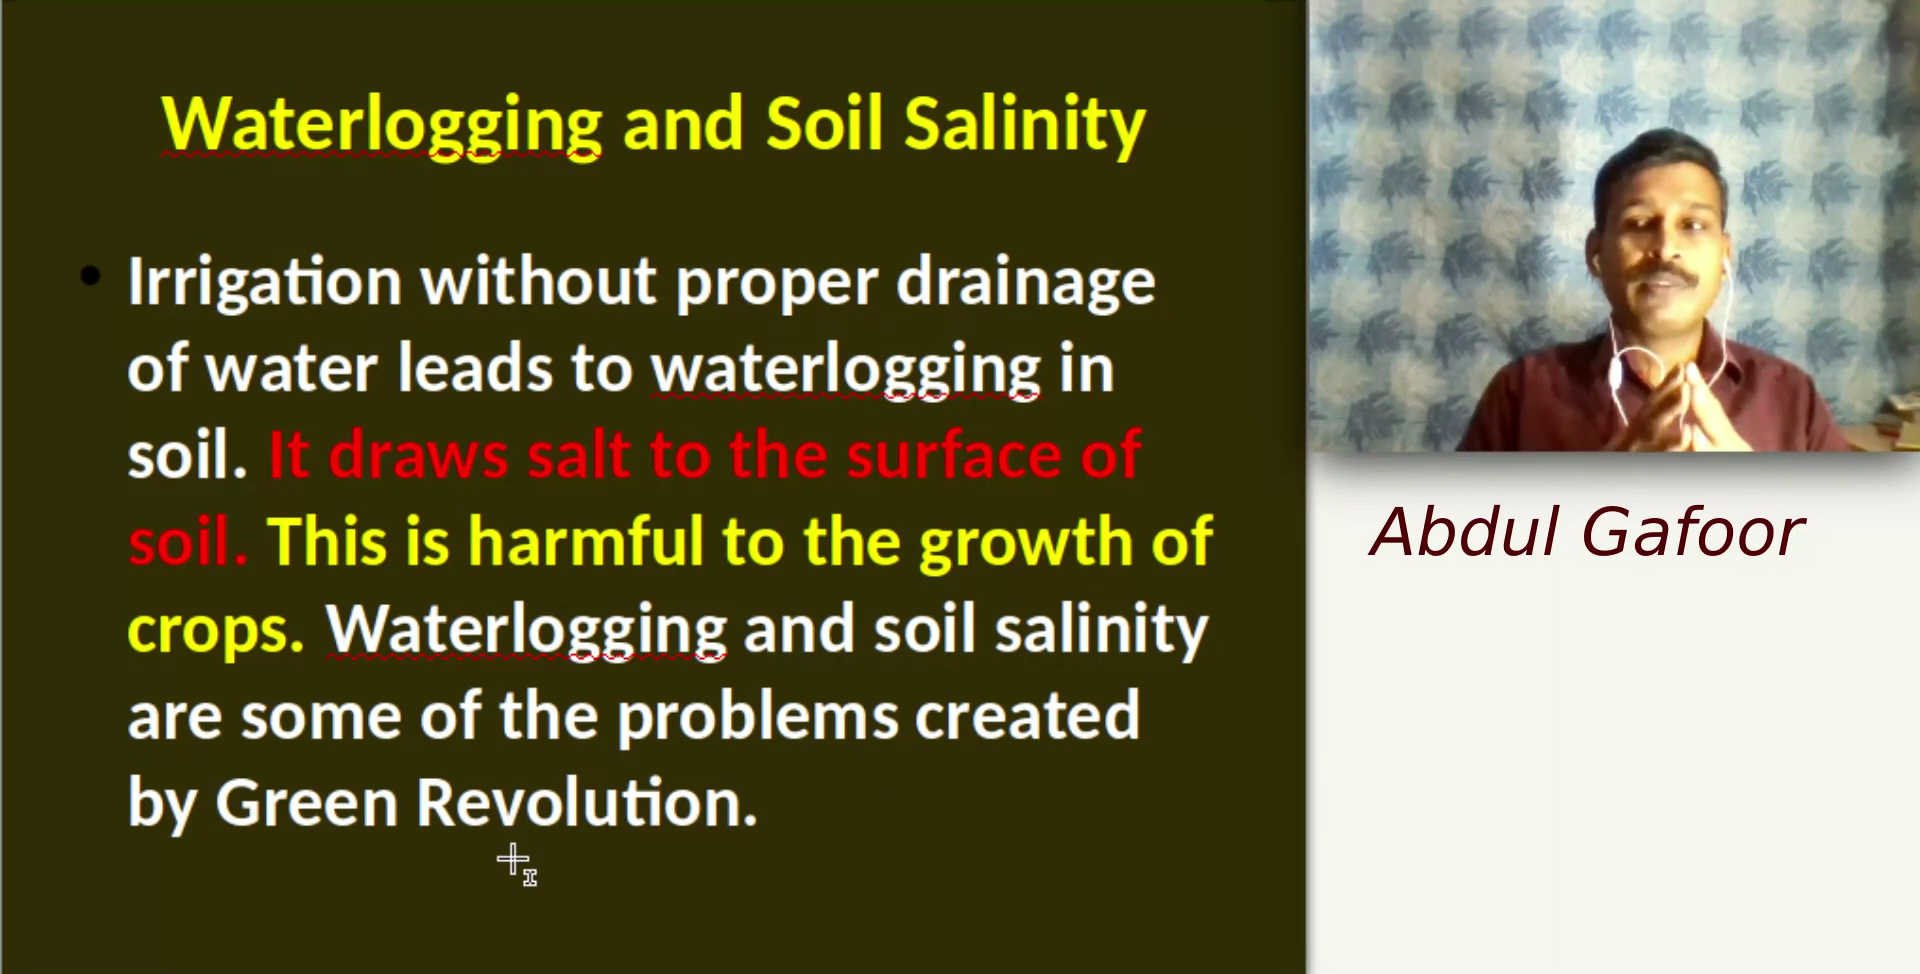 Waterlogging and Soil Salinity
• Irrigation without proper drainage
of water leads to waterlogging in
soil. It draws salt to the surface of
soil. This is harmful to the growth of
crops. Waterlogging and soil salinity
are some of the problems created
by Green Revolution.
Abdul Gafoor